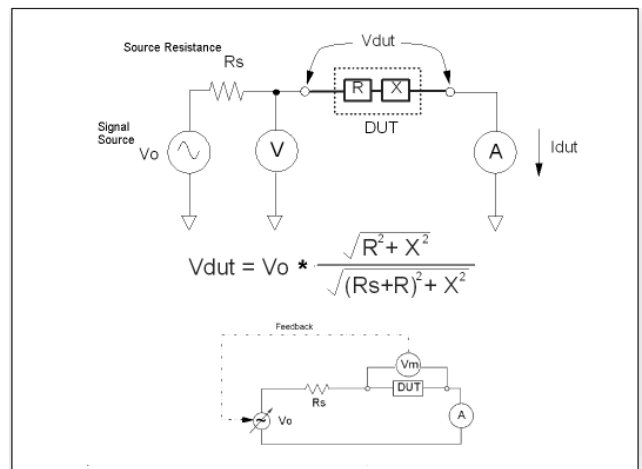 Source Resistance
Rs
Vdut
R
X
DUT
Signal
Source
Vo
V
A
Idut
Vdut = Vo * √R²+ X² / √(Rs+R)²+ X²
Feedback
Vm
DUT
Rs
A
Vo